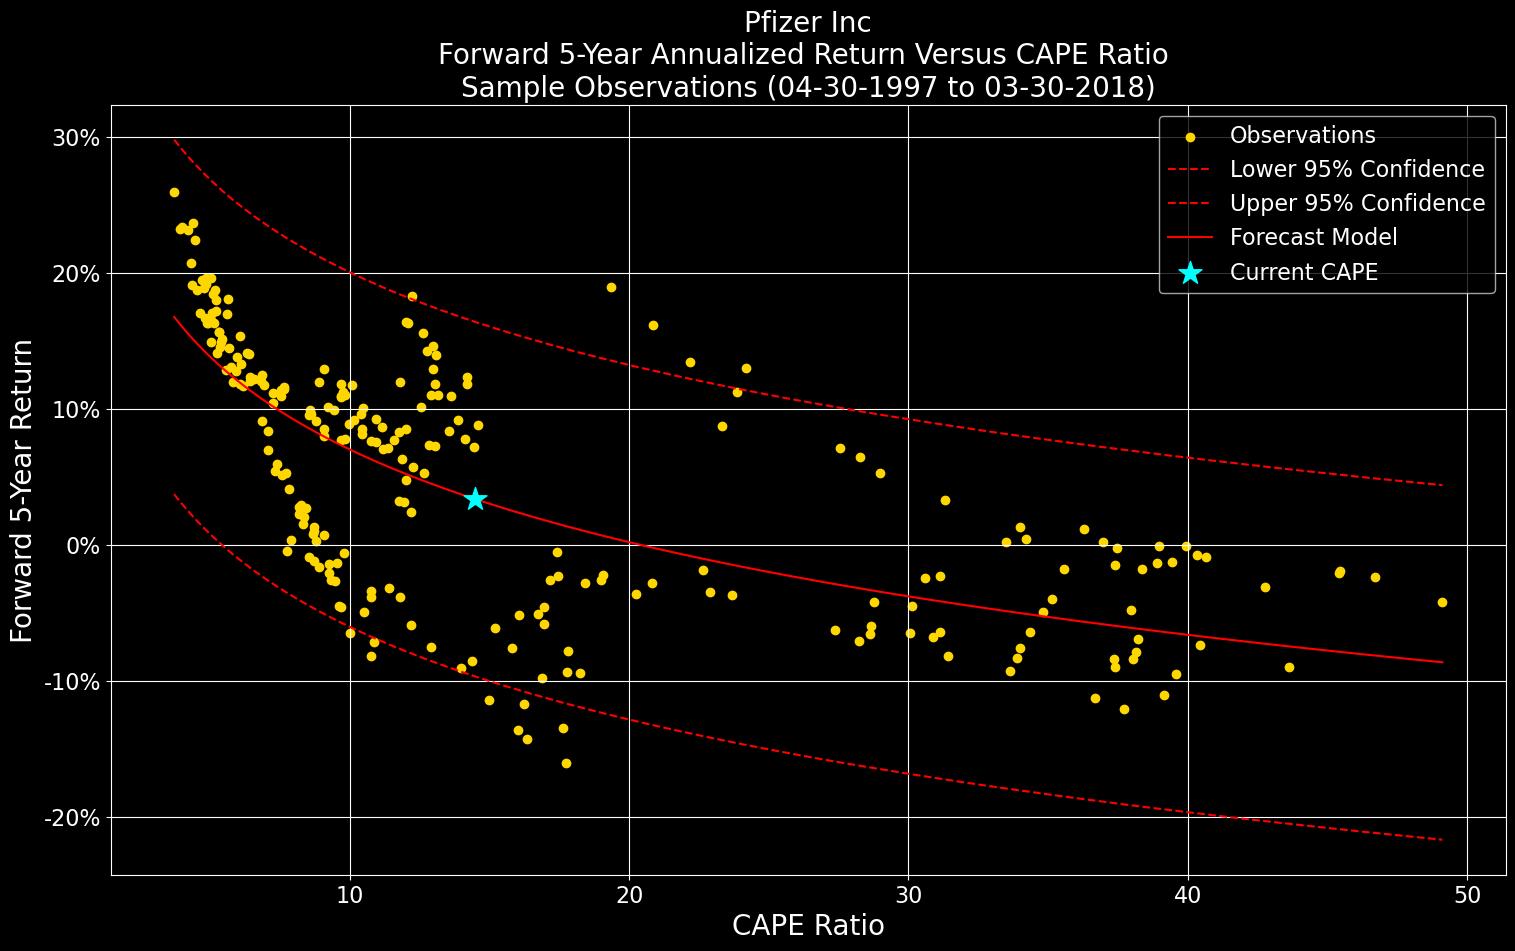 Pfizer Inc
Forward 5-Year Annualized Return Versus CAPE Ratio
Sample Observations (04-30-1997 to 03-30-2018)
Observations
Lower 95% Confidence
Upper 95% Confidence
Forecast Model
Current CAPE
Forward 5-Year Return
30%
20%
10%
0%
-10%
-20%
10 20 30 40 50
CAPE Ratio